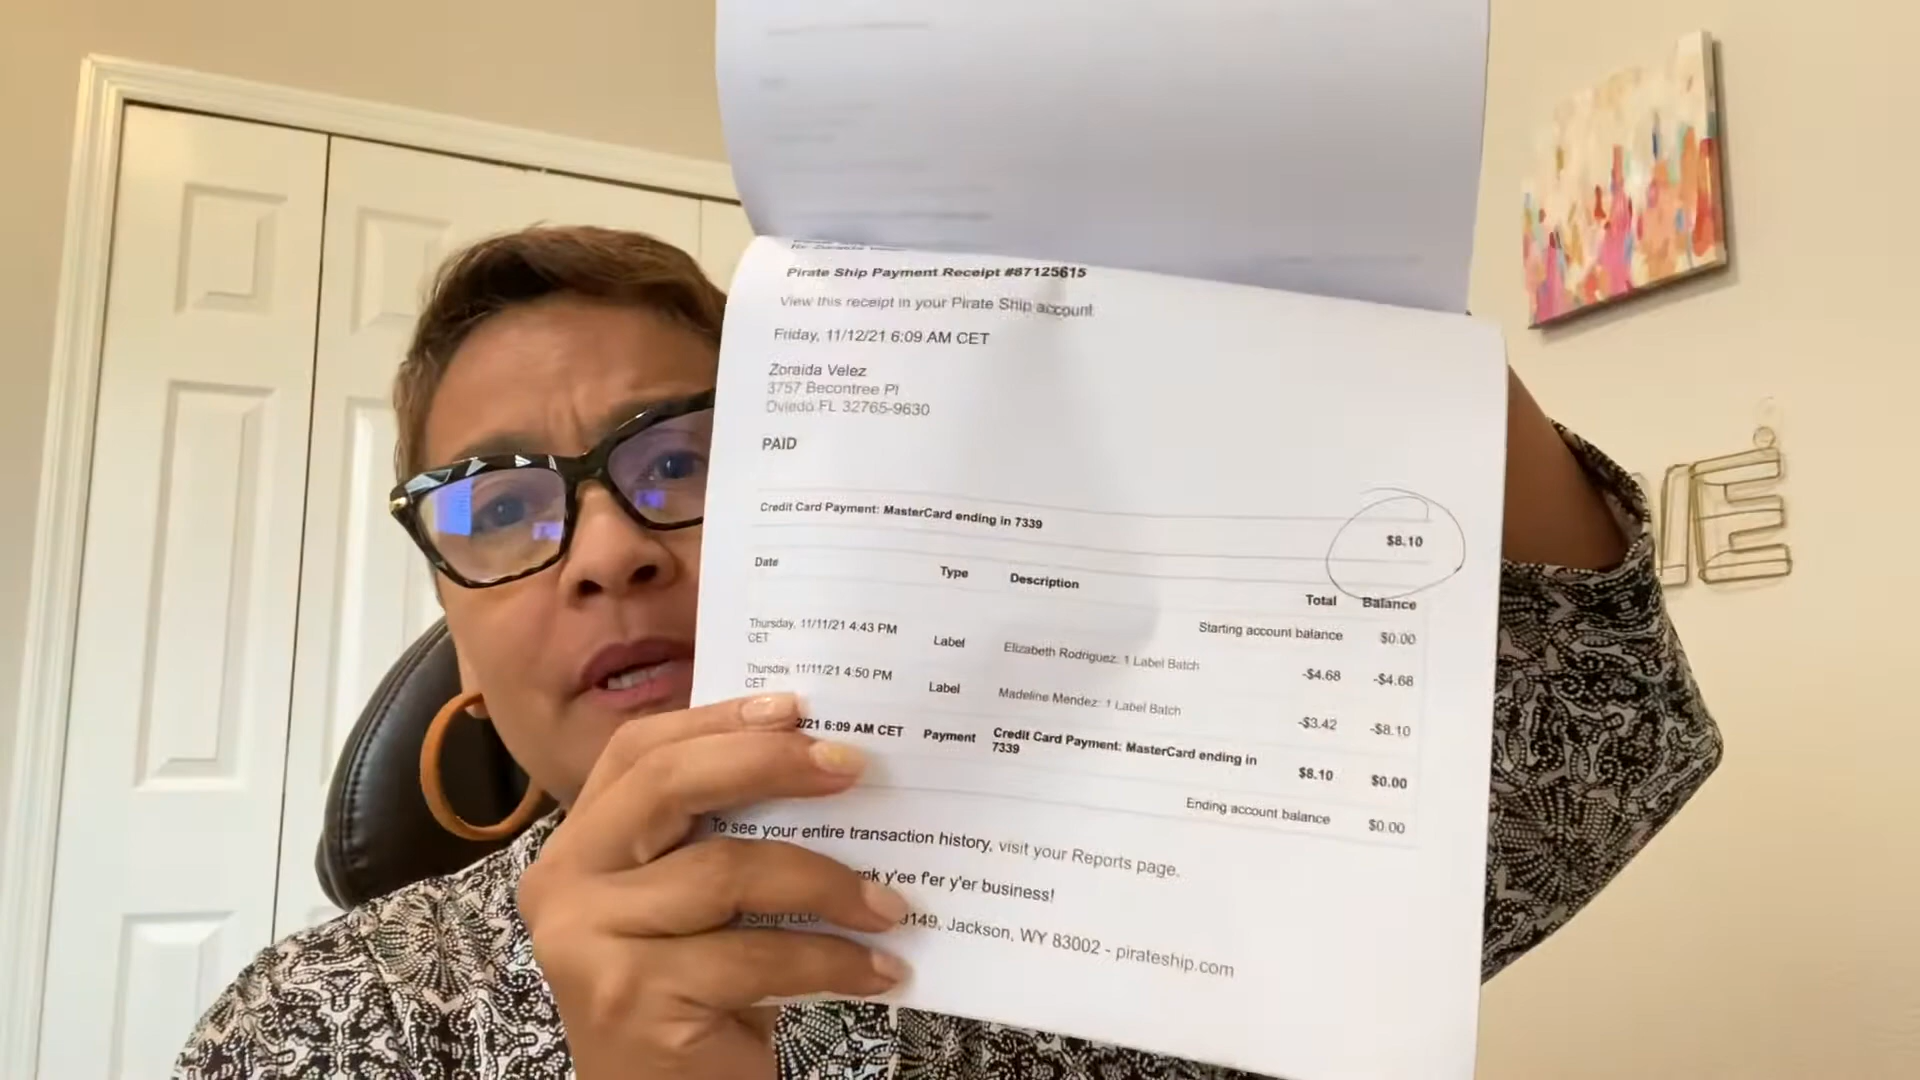 Pirate Ship Payment Receipt #87125615
View this receipt in your Pirate Ship account
Friday, 11/12/21 6:09 AM CET
Zoraida Velez
3757 Becontree Pl
Oviedo FL 32765-9630
PAID
Credit Card Payment: MasterCard ending in 7339 $8.10
Date Type Description Total Balance
Starting account balance $0.00
Thursday, 11/11/21 4:43 PM CET Label Elizabeth Rodriguez: 1 Label Batch -$4.68 -$4.68
Thursday, 11/11/21 4:50 PM CET Label Madeline Mendez: 1 Label Batch -$3.42 -$8.10
2/21 6:09 AM CET Payment Credit Card Payment: MasterCard ending in 7339 $8.10 $0.00
Ending account balance $0.00
To see your entire transaction history, visit your Reports page.
y'ee f'er y'er business!
Ship LLC 9149, Jackson, WY 83002 - pirateship.com